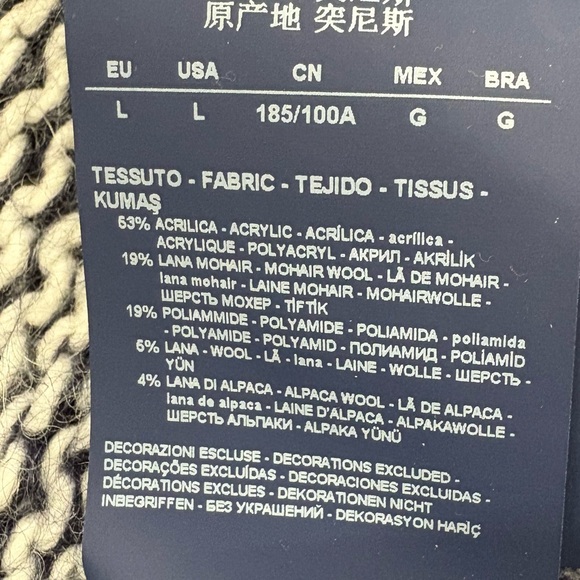 原产地 突尼斯
EU USA CN MEX BRA
L L 185/100A G G
TESSUTO - FABRIC - TEJIDO - TISSUS -
KUMAŞ
53% ACRILICA - ACRYLIC - ACRÍLICA - acrílica -
ACRYLIQUE - POLYACRYL - АКРИЛ - AKRİLİK
19% LANA MOHAIR - MOHAIR WOOL - LÃ DE MOHAIR -
lana mohair - LAINE MOHAIR - MOHAIRWOLLE -
ШЕРСТЬ МОХЕР - TİFTİK
19% POLIAMMIDE - POLYAMIDE - POLIAMIDA - poliamida
- POLYAMIDE - POLYAMID - ПОЛИАМИД - POLİAMİD
5% LANA - WOOL - LÃ - lana - LAINE - WOLLE - ШЕРСТЬ -
YÜN
4% LANA DI ALPACA - ALPACA WOOL - LÃ DE ALPACA -
lana de alpaca - LAINE D'ALPACA - ALPAKAWOLLE -
ШЕРСТЬ АЛЬПАКИ - ALPAKA YÜNÜ
DECORAZIONI ESCLUSE - DECORATIONS EXCLUDED -
DECORAÇÕES EXCLUÍDAS - DECORACIONES EXCLUIDAS -
DÉCORATIONS EXCLUES - DEKORATIONEN NICHT
INBEGRIFFEN - БЕЗ УКРАШЕНИЙ - DEKORASYON HARİÇ